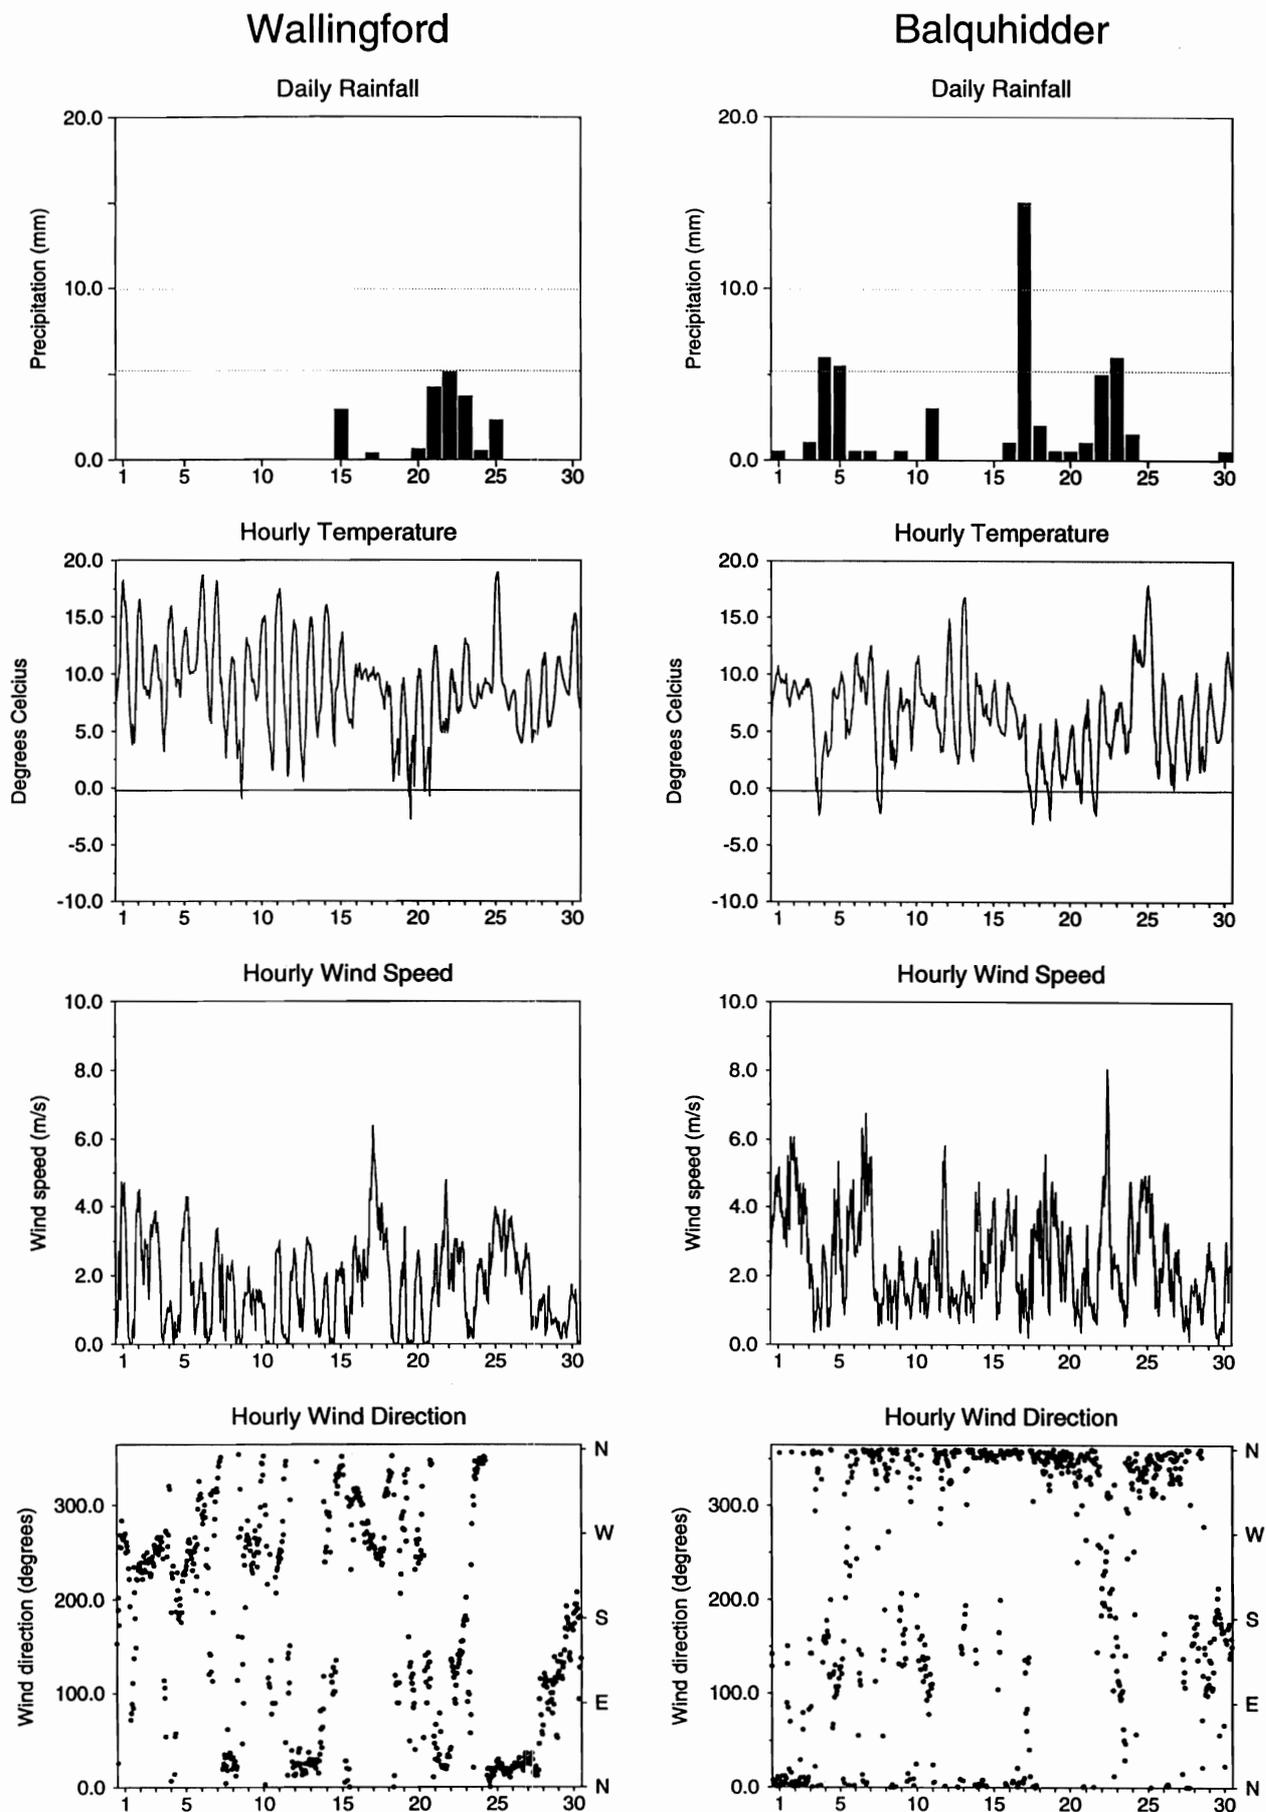 Wallingford
Balquhidder
Daily Rainfall
Daily Rainfall
20.0
10.0
0.0
Precipitation (mm)
1 5 10 15 20 25 30
20.0
10.0
0.0
Precipitation (mm)
1 5 10 15 20 25 30
Hourly Temperature
Hourly Temperature
20.0
15.0
10.0
5.0
0.0
-5.0
-10.0
Degrees Celcius
1 5 10 15 20 25 30
20.0
15.0
10.0
5.0
0.0
-5.0
-10.0
Degrees Celcius
1 5 10 15 20 25 30
Hourly Wind Speed
Hourly Wind Speed
10.0
8.0
6.0
4.0
2.0
0.0
Wind speed (m/s)
1 5 10 15 20 25 30
10.0
8.0
6.0
4.0
2.0
0.0
Wind speed (m/s)
1 5 10 15 20 25 30
Hourly Wind Direction
Hourly Wind Direction
300.0
200.0
100.0
0.0
Wind direction (degrees)
N
W
S
E
N
1 5 10 15 20 25 30
300.0
200.0
100.0
0.0
Wind direction (degrees)
N
W
S
E
N
1 5 10 15 20 25 30